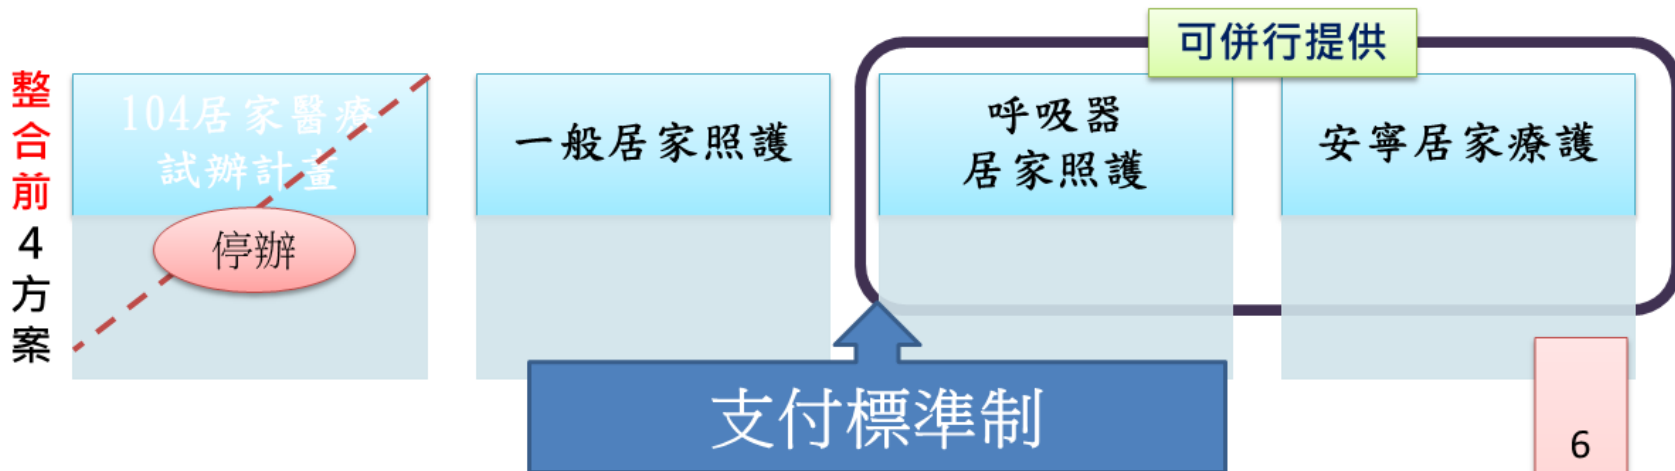 可併行提供
整合前4方案
104居家醫療
試辦計畫
停辦
一般居家照護
呼吸器
居家照護
安寧居家療護
支付標準制
6